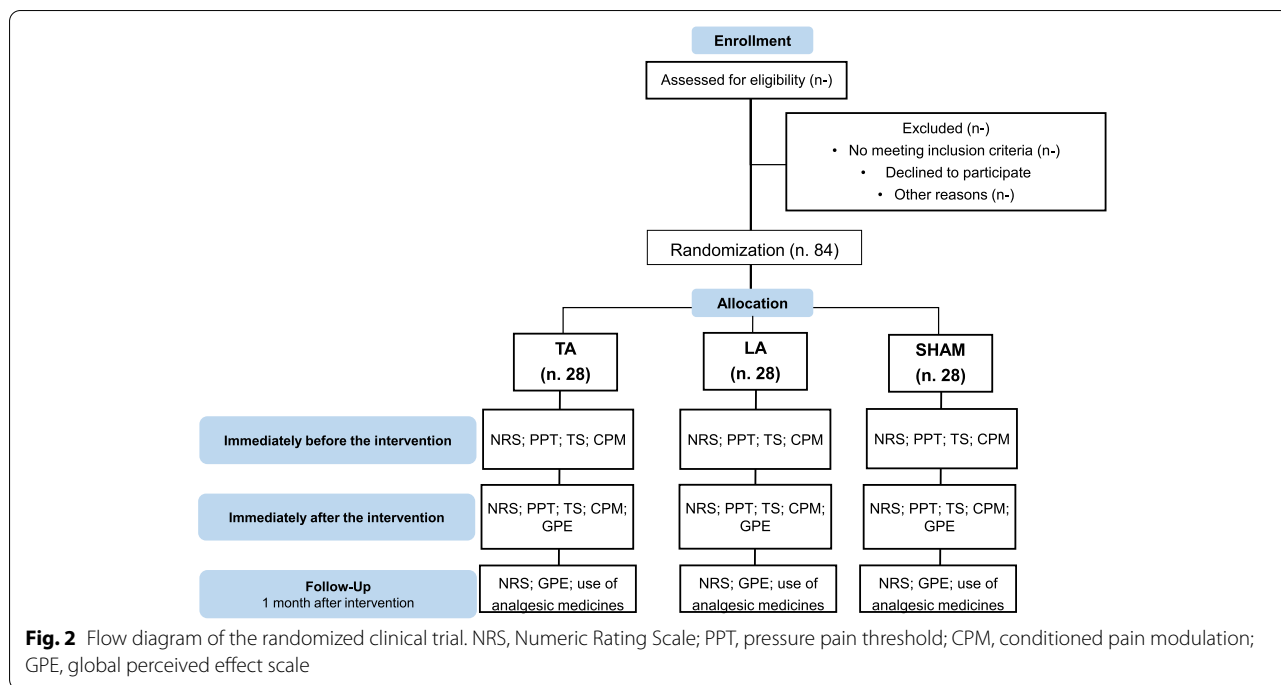 Enrollment
Assessed for eligibility (n-)
Excluded (n-)
• No meeting inclusion criteria (n-)
• Declined to participate
• Other reasons (n-)
Randomization (n. 84)
Allocation
TA
(n. 28)
LA
(n. 28)
SHAM
(n. 28)
Immediately before the intervention
NRS; PPT; TS; CPM
NRS; PPT; TS; CPM
NRS; PPT; TS; CPM
Immediately after the intervention
NRS; PPT; TS; CPM;
GPE
NRS; PPT; TS; CPM;
GPE
NRS; PPT; TS; CPM;
GPE
Follow-Up
1 month after intervention
NRS; GPE; use of
analgesic medicines
NRS; GPE; use of
analgesic medicines
NRS; GPE; use of
analgesic medicines
Fig. 2 Flow diagram of the randomized clinical trial. NRS, Numeric Rating Scale; PPT, pressure pain threshold; CPM, conditioned pain modulation;
GPE, global perceived effect scale